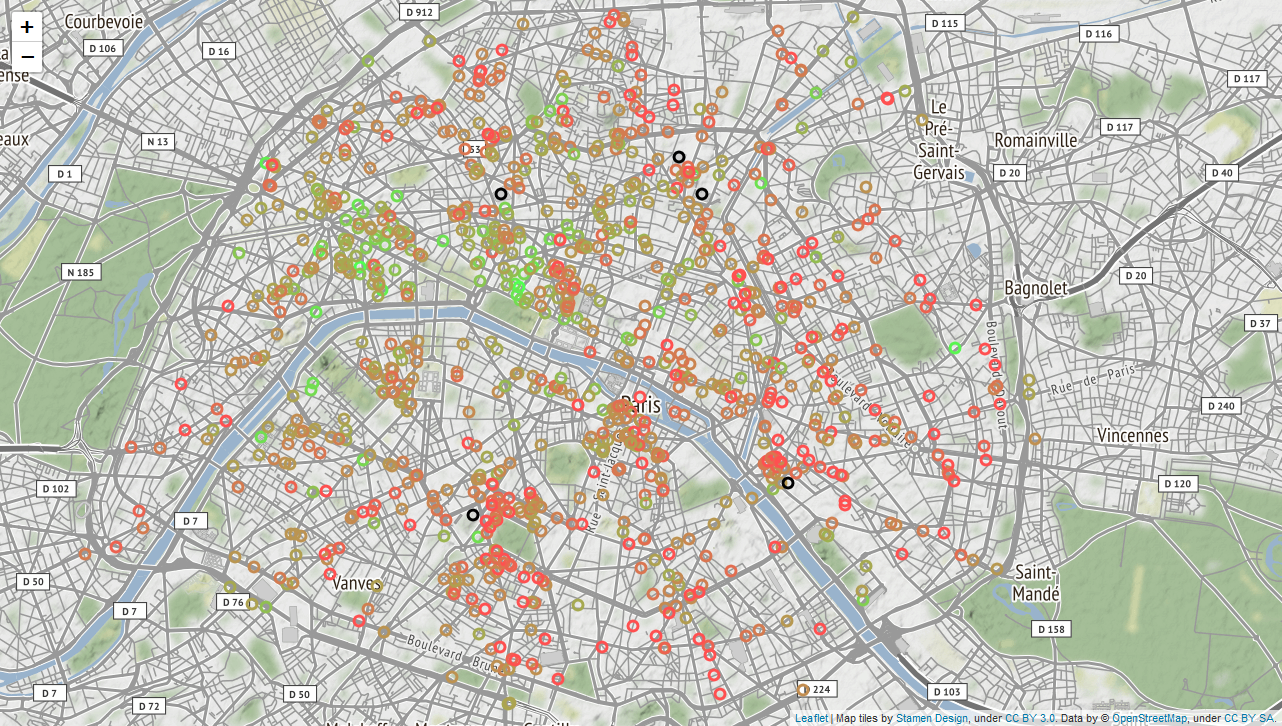 +
−
Courbevoie
D 912
D 115
D 116
D 106
D 16
D 117
N 13
Le
Pré-
Saint-
Gervais
Romainville
D 117
D 1
D 20
D 40
N 185
D 20
Bagnolet
D 37
Rue de Paris
Paris
D 240
Vincennes
D 102
D 120
D 7
Vanves
Saint-
Mandé
D 50
D 76
D 7
D 158
D 7
D 50
D 72
224
D 103
Leaflet | Map tiles by Stamen Design, under CC BY 3.0. Data by © OpenStreetMap, under CC BY SA.